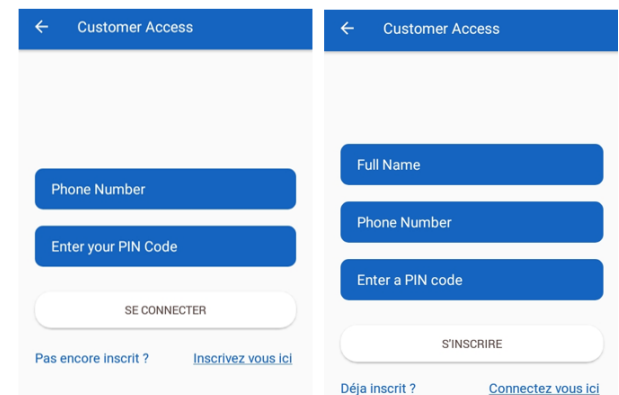 Customer Access
Phone Number
Enter your PIN Code
SE CONNECTER
Pas encore inscrit ? Inscrivez vous ici
Customer Access
Full Name
Phone Number
Enter a PIN code
S'INSCRIRE
Déja inscrit ? Connectez vous ici